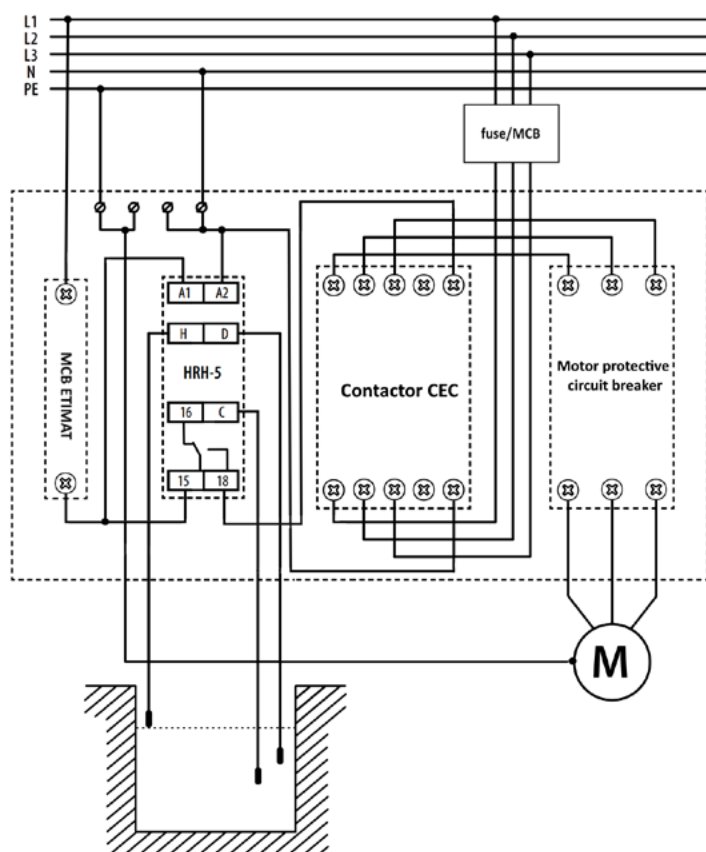 L1
L2
L3
N
PE
fuse/MCB
A1 A2
H D
HRH-5
16 C
15 18
MCB ETIMAT
Contactor CEC
Motor protective
circuit breaker
M